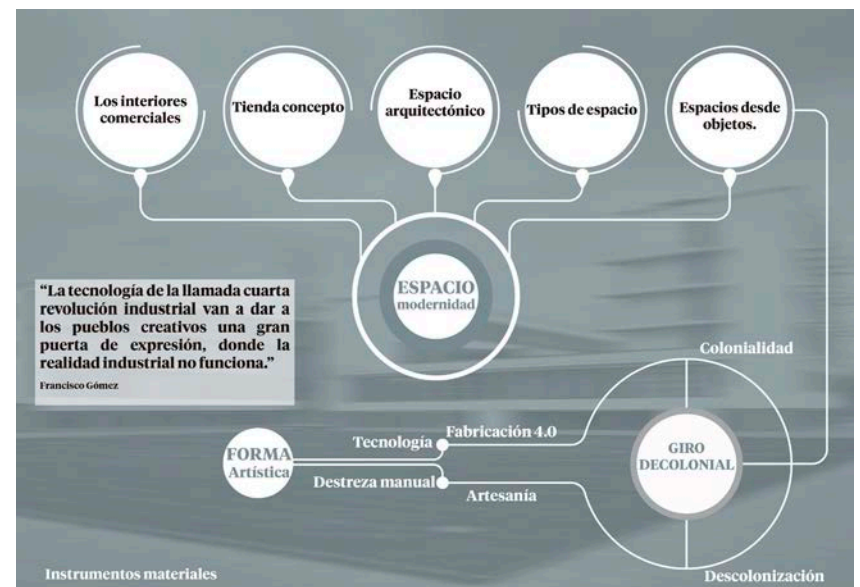 Los interiores
comerciales
Tienda concepto
Espacio
arquitectónico
Tipos de espacio
Espacios desde
objetos.
ESPACIO
modernidad
“La tecnología de la llamada cuarta
revolución industrial van a dar a
los pueblos creativos una gran
puerta de expresión, donde la
realidad industrial no funciona.”
Francisco Gómez
Colonialidad
FORMA
Artística
Tecnología
Fabricación 4.0
Destreza manual
Artesanía
GIRO
DECOLONIAL
Instrumentos materiales
Descolonización